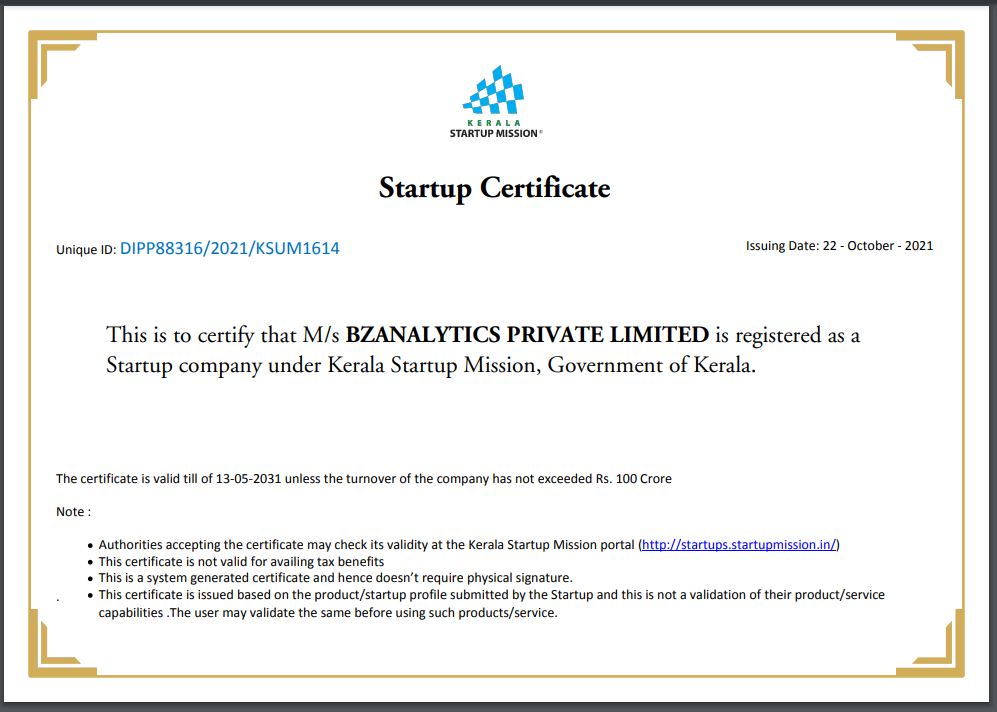 KERALA
STARTUP MISSION®
Startup Certificate
Unique ID: DIPP88316/2021/KSUM1614
Issuing Date: 22 - October - 2021
This is to certify that M/s BZANALYTICS PRIVATE LIMITED is registered as a
Startup company under Kerala Startup Mission, Government of Kerala.
The certificate is valid till of 13-05-2031 unless the turnover of the company has not exceeded Rs. 100 Crore
Note :
• Authorities accepting the certificate may check its validity at the Kerala Startup Mission portal (http://startups.startupmission.in/)
• This certificate is not valid for availing tax benefits
• This is a system generated certificate and hence doesn’t require physical signature.
. • This certificate is issued based on the product/startup profile submitted by the Startup and this is not a validation of their product/service
capabilities .The user may validate the same before using such products/service.